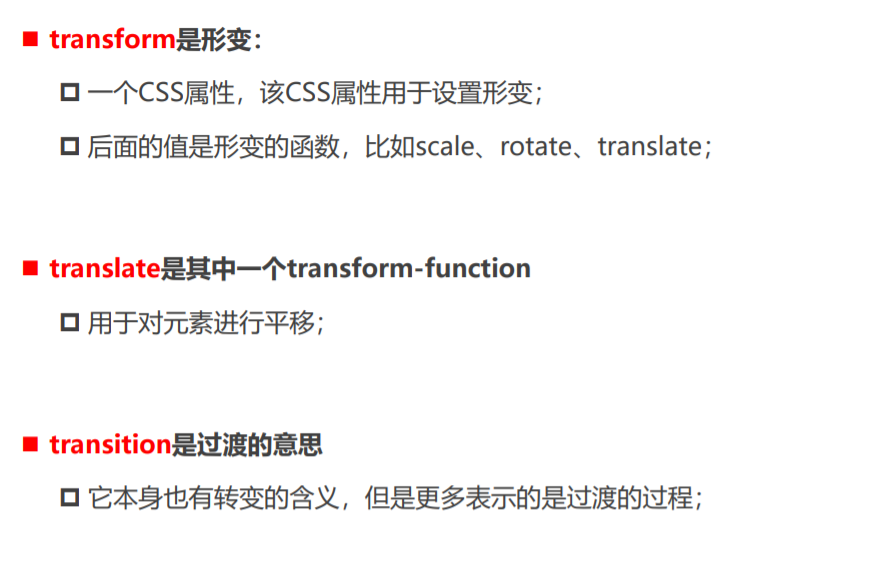 transform是形变：
一个CSS属性，该CSS属性用于设置形变；
后面的值是形变的函数，比如scale、rotate、translate；
translate是其中一个transform-function
用于对元素进行平移；
transition是过渡的意思
它本身也有转变的含义，但是更多表示的是过渡的过程；